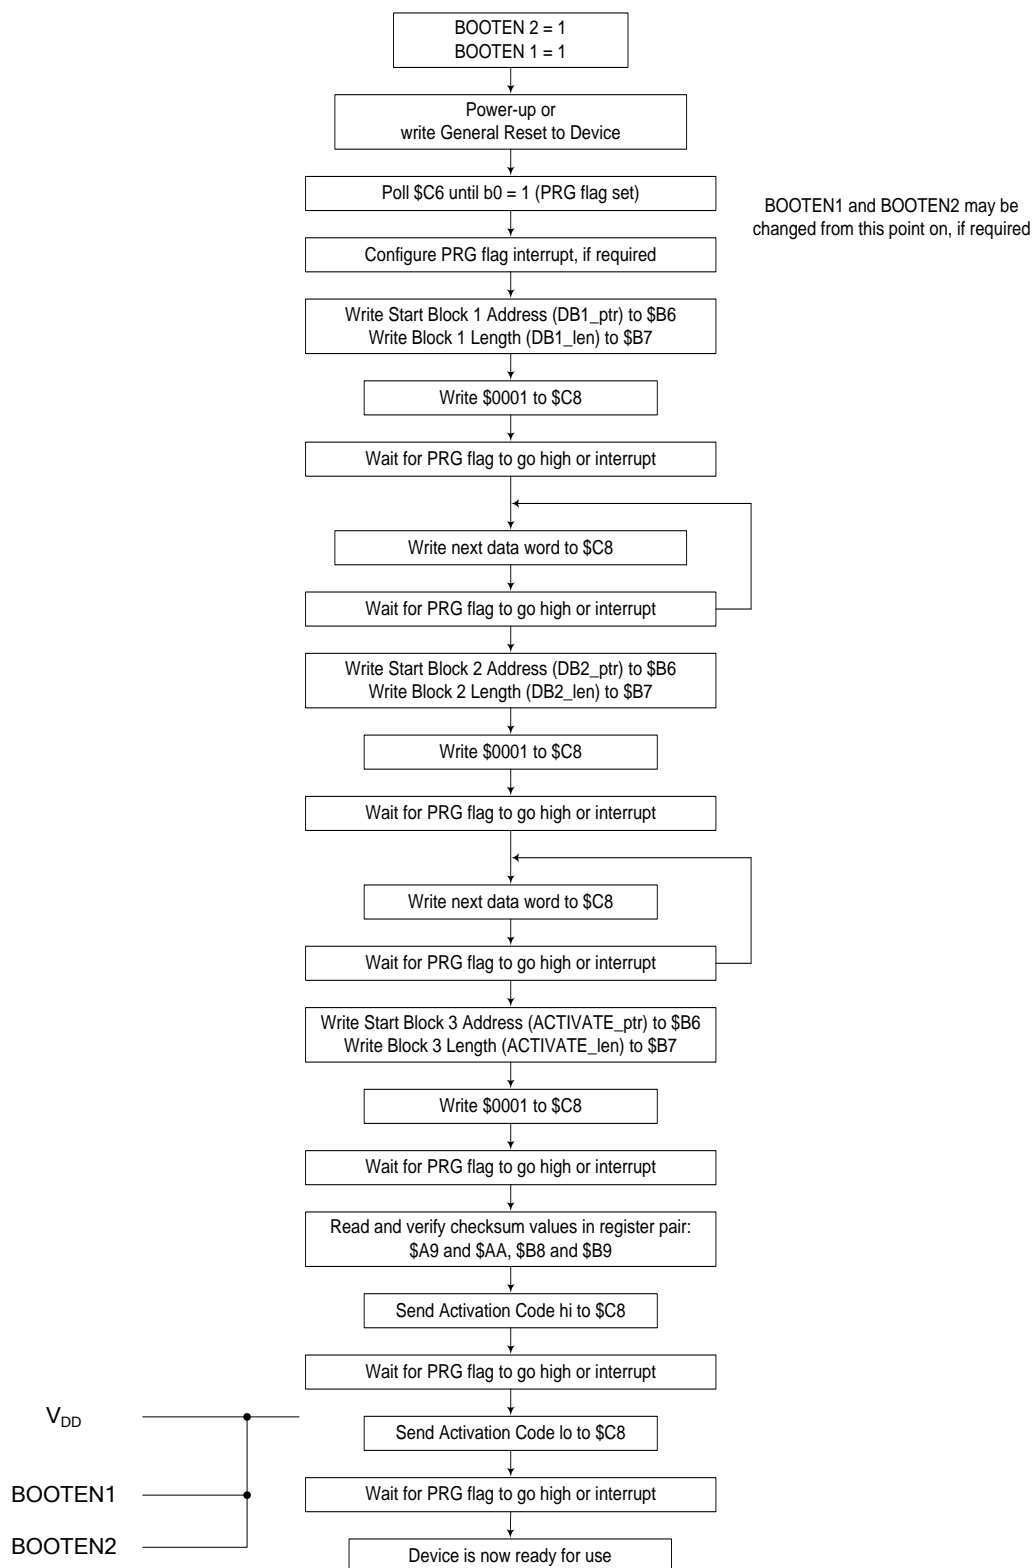 BOOTEN 2 = 1
BOOTEN 1 = 1
Power-up or
write General Reset to Device
Poll $C6 until b0 = 1 (PRG flag set)
BOOTEN1 and BOOTEN2 may be
changed from this point on, if required
Configure PRG flag interrupt, if required
Write Start Block 1 Address (DB1_ptr) to $B6
Write Block 1 Length (DB1_len) to $B7
Write $0001 to $C8
Wait for PRG flag to go high or interrupt
Write next data word to $C8
Wait for PRG flag to go high or interrupt
Write Start Block 2 Address (DB2_ptr) to $B6
Write Block 2 Length (DB2_len) to $B7
Write $0001 to $C8
Wait for PRG flag to go high or interrupt
Write next data word to $C8
Wait for PRG flag to go high or interrupt
Write Start Block 3 Address (ACTIVATE_ptr) to $B6
Write Block 3 Length (ACTIVATE_len) to $B7
Write $0001 to $C8
Wait for PRG flag to go high or interrupt
Read and verify checksum values in register pair:
$A9 and $AA, $B8 and $B9
Send Activation Code hi to $C8
Wait for PRG flag to go high or interrupt
VDD
Send Activation Code lo to $C8
BOOTEN1
Wait for PRG flag to go high or interrupt
BOOTEN2
Device is now ready for use